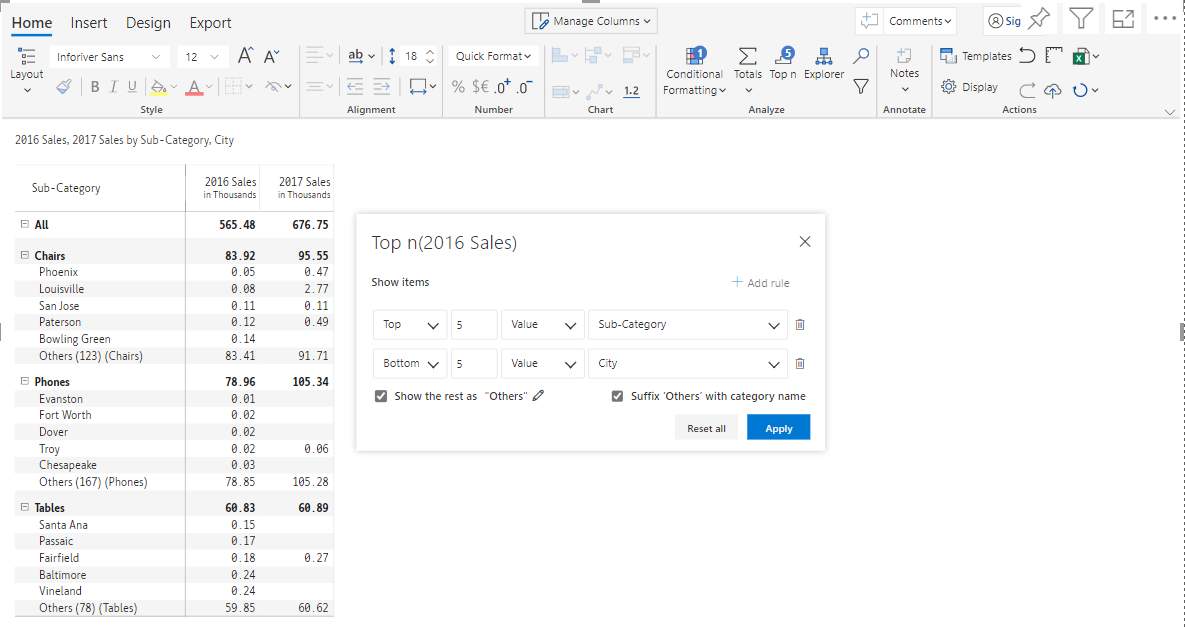 Home Insert Design Export Manage Columns Comments Sig
Inforiver Sans 12 A A ab 18 Quick Format 1 5 Templates
Layout Conditional Formatting Totals Top n Explorer Notes
B I U A % $€ .0+ .0- 1.2 Display
Style Alignment Number Chart Analyze Annotate Actions
2016 Sales, 2017 Sales by Sub-Category, City
Sub-Category 2016 Sales 2017 Sales
in Thousands in Thousands
All 565.48 676.75
Chairs 83.92 95.55
Phoenix 0.05 0.47
Louisville 0.08 2.77
San Jose 0.11 0.11
Paterson 0.12 0.49
Bowling Green 0.14
Others (123) (Chairs) 83.41 91.71
Phones 78.96 105.34
Evanston 0.01
Fort Worth 0.02
Dover 0.02
Troy 0.02 0.06
Chesapeake 0.03
Others (167) (Phones) 78.85 105.28
Tables 60.83 60.89
Santa Ana 0.15
Passaic 0.17
Fairfield 0.18 0.27
Baltimore 0.24
Vineland 0.24
Others (78) (Tables) 59.85 60.62
Top n(2016 Sales)
Show items Add rule
Top 5 Value Sub-Category
Bottom 5 Value City
Show the rest as "Others" Suffix 'Others' with category name
Reset all Apply